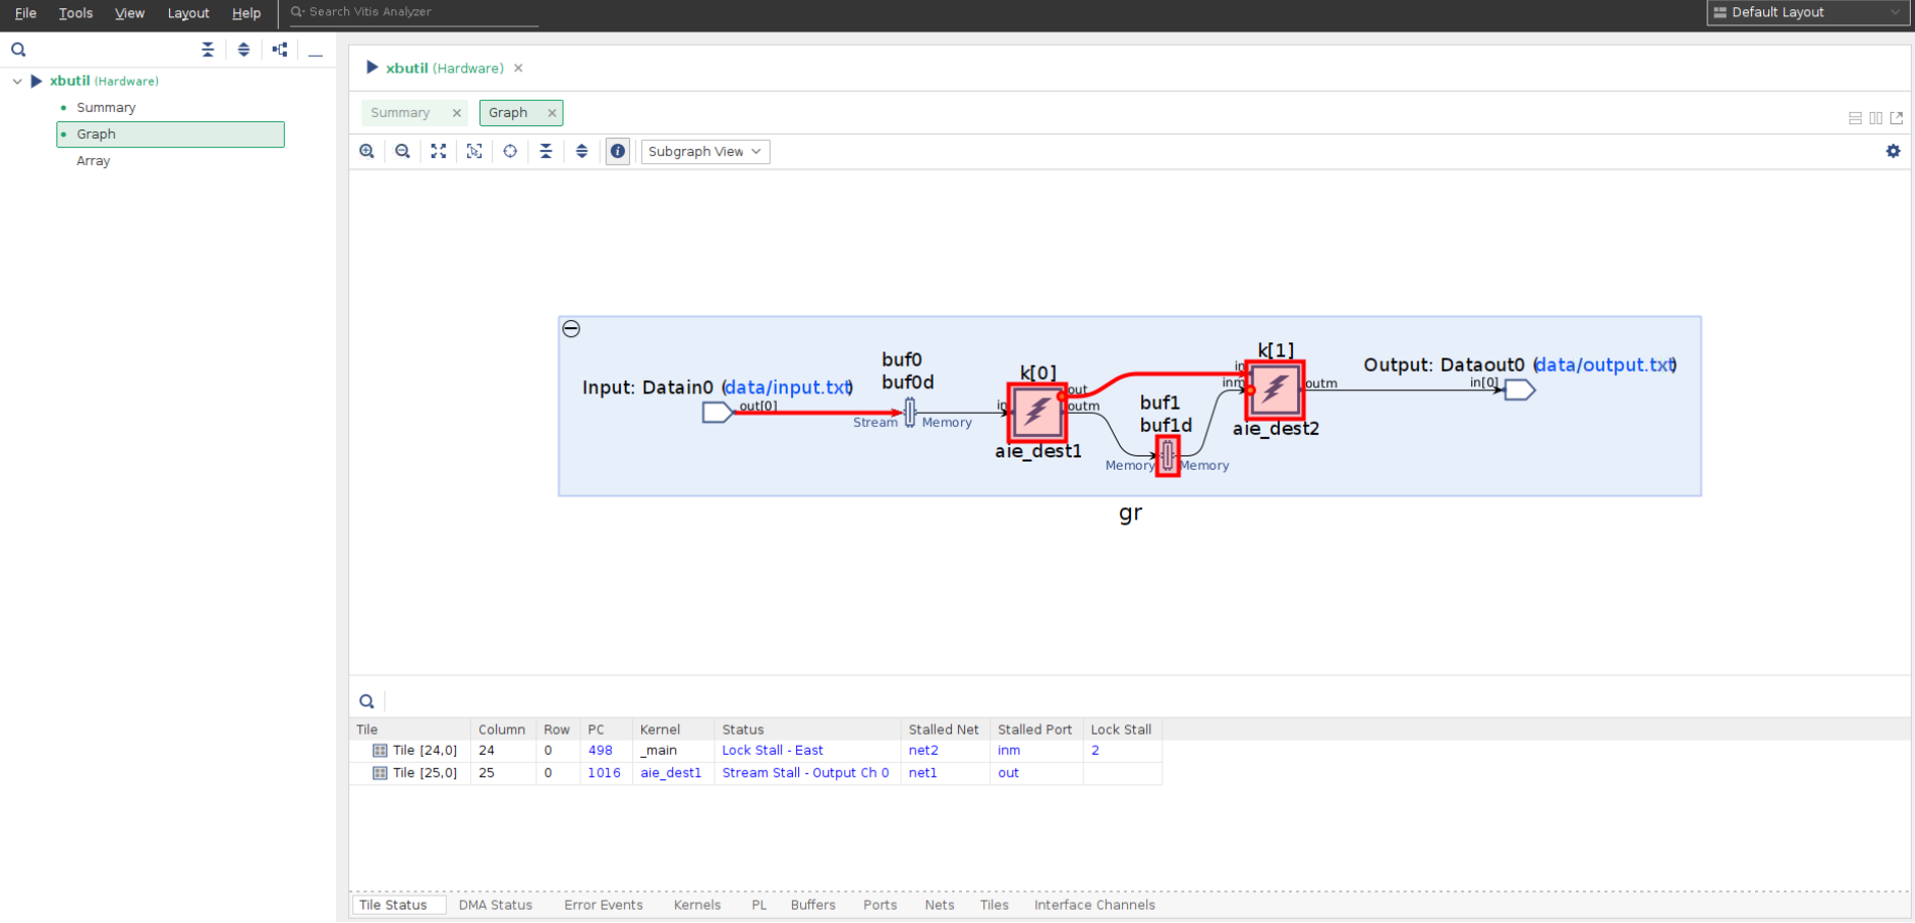 File Tools View Layout Help Search Vitis Analyzer Default Layout
xbutil (Hardware)
Summary
Graph
Array
xbutil (Hardware)
Summary Graph
Subgraph View
Input: Datain0 (data/input.txt)
out[0]
buf0
buf0d
Stream Memory
k[0]
in
out
outm
aie_dest1
buf1
buf1d
Memory Memory
k[1]
in
inm
outm
aie_dest2
Output: Dataout0 (data/output.txt)
in[0]
gr
Tile Column Row PC Kernel Status Stalled Net Stalled Port Lock Stall
Tile [24,0] 24 0 498 _main Lock Stall - East net2 inm 2
Tile [25,0] 25 0 1016 aie_dest1 Stream Stall - Output Ch 0 net1 out
Tile Status DMA Status Error Events Kernels PL Buffers Ports Nets Tiles Interface Channels